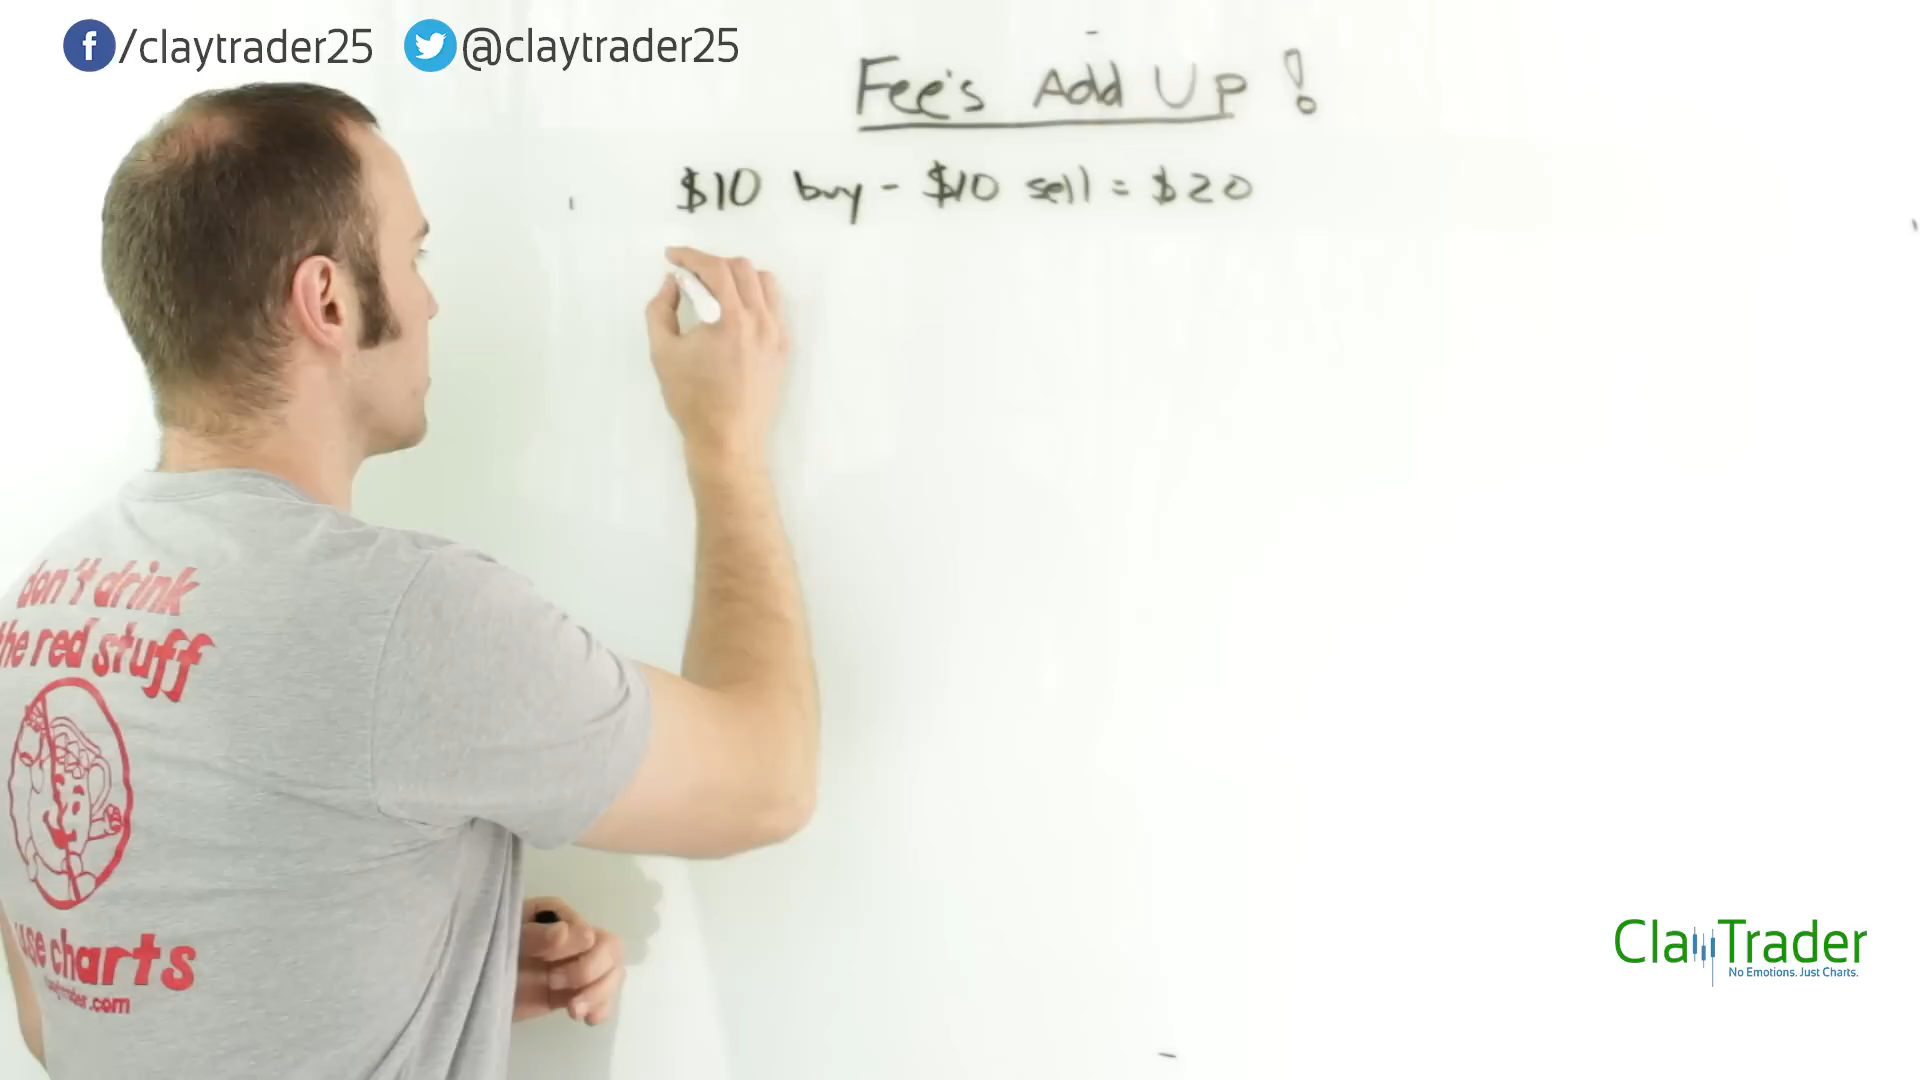 /claytrader25 @claytrader25
Fee's Add Up!
$10 buy - $10 sell = $20
don't drink
the red stuff
use charts
ClayTrader
No Emotions. Just Charts.